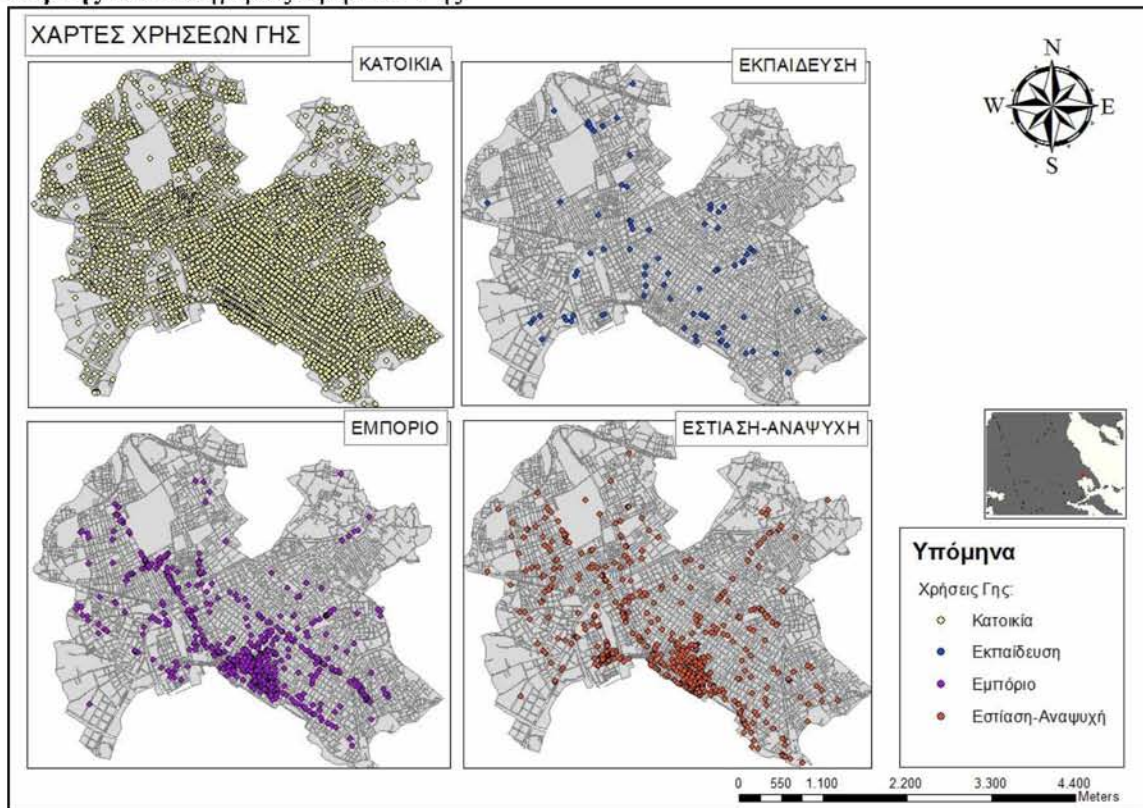 ΧΑΡΤΕΣ ΧΡΗΣΕΩΝ ΓΗΣ
ΚΑΤΟΙΚΙΑ
ΕΚΠΑΙΔΕΥΣΗ
N
W E
S
ΕΜΠΟΡΙΟ
ΕΣΤΙΑΣΗ-ΑΝΑΨΥΧΗ
Υπόμηνα
Χρήσεις Γης:
Κατοικία
Εκπαίδευση
Εμπόριο
Εστίαση-Αναψυχή
0 550 1.100 2.200 3.300 4.400
Meters